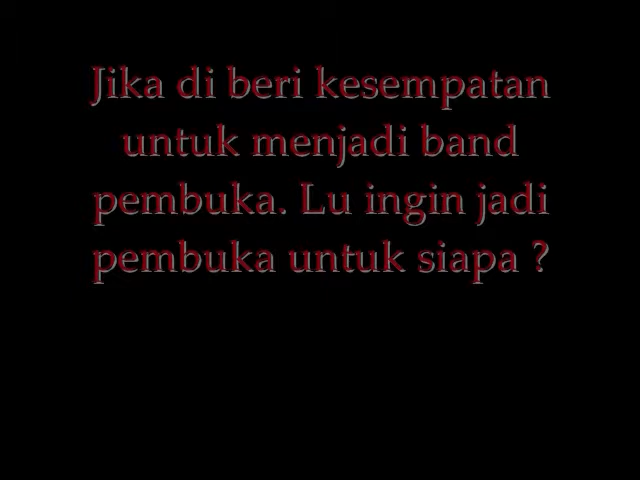 Jika di beri kesempatan
untuk menjadi band
pembuka. Lu ingin jadi
pembuka untuk siapa ?